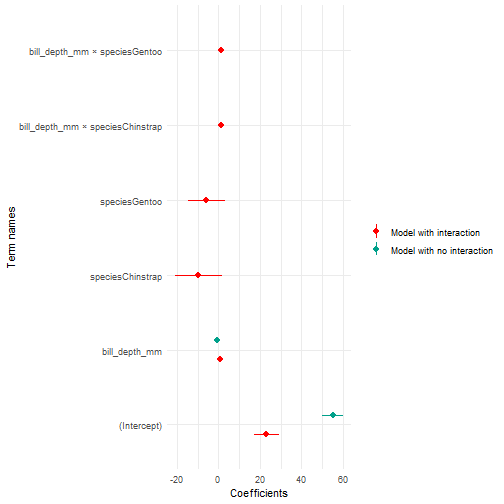 bill_depth_mm × speciesGentoo
bill_depth_mm × speciesChinstrap
speciesGentoo
speciesChinstrap
bill_depth_mm
(Intercept)
Term names
-20 0 20 40 60
Coefficients
Model with interaction
Model with no interaction